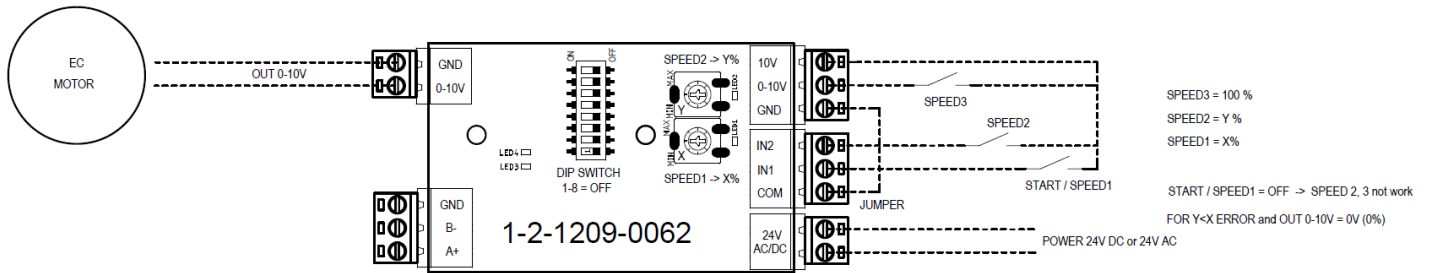 EC
MOTOR
OUT 0-10V
GND
0-10V
ON
OFF
SPEED2 -> Y%
MAX
MIN
Y
LED2
MAX
MIN
X
LED1
SPEED1 -> X%
LED4
LED3
DIP SWITCH
1-8 = OFF
GND
B-
A+
1-2-1209-0062
10V
0-10V
GND
IN2
IN1
COM
24V
AC/DC
SPEED3
SPEED2
START / SPEED1
JUMPER
POWER 24V DC or 24V AC
SPEED3 = 100 %
SPEED2 = Y %
SPEED1 = X%
START / SPEED1 = OFF -> SPEED 2, 3 not work
FOR Y<X ERROR and OUT 0-10V = 0V (0%)